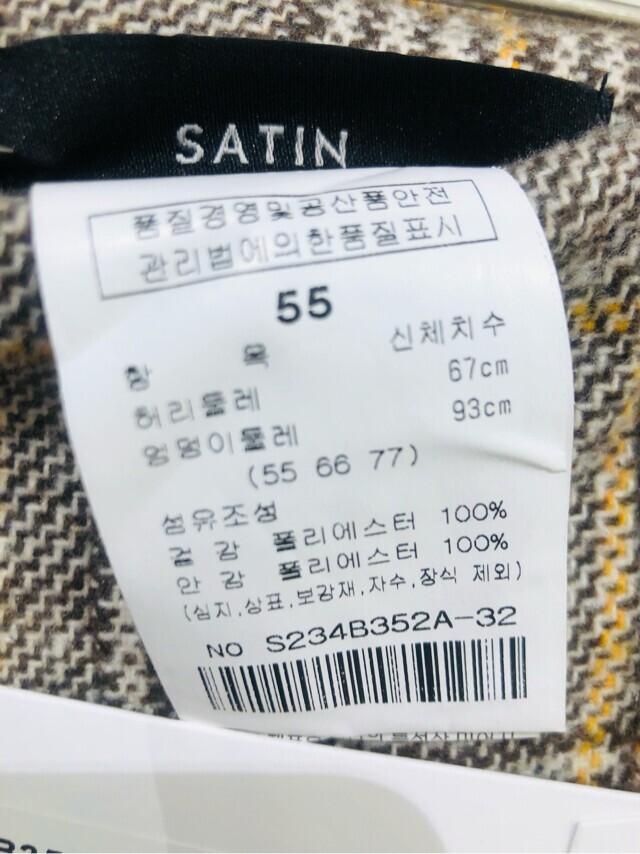 SATIN
품질경영및공산품안전
관리법에의한품질표시
55
항 목 신체치수
허리둘레 67cm
엉덩이둘레 93cm
(55 66 77)
섬유조성
겉 감 폴리에스터 100%
안 감 폴리에스터 100%
(심지,상표,보강재,자수,장식 제외)
NO S234B352A-32